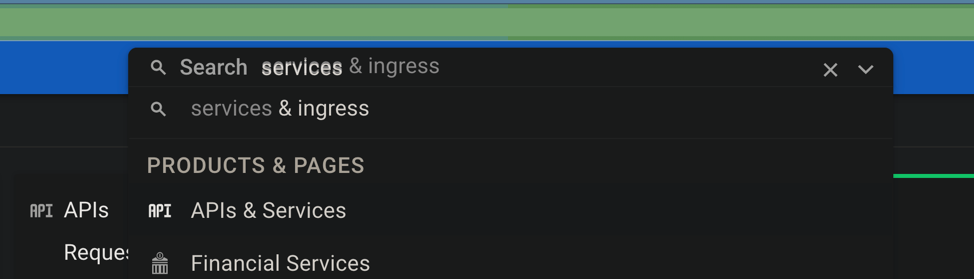 Search services & ingress
services & ingress
PRODUCTS & PAGES
API APIs
API APIs & Services
Reques
Financial Services